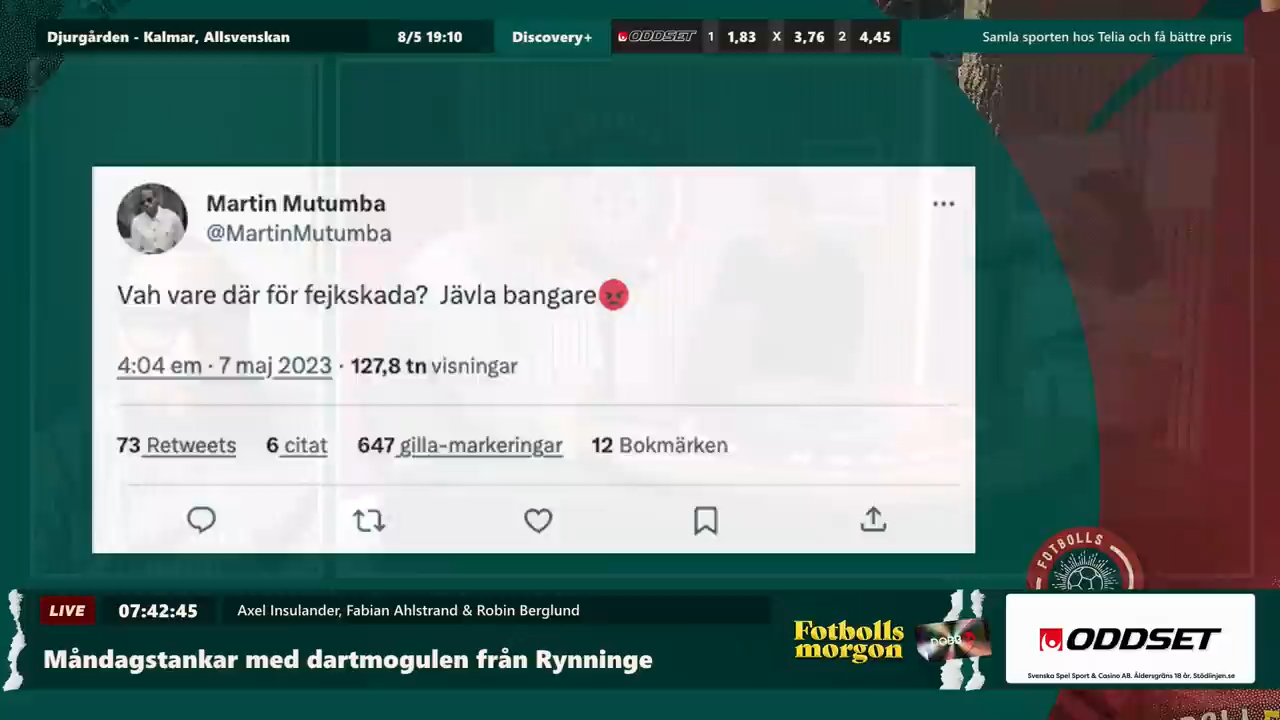 Djurgården - Kalmar, Allsvenskan 8/5 19:10 Discovery+ ODDSET 1 1,83 X 3,76 2 4,45 Samla sporten hos Telia och få bättre pris
Martin Mutumba
@MartinMutumba
Vah vare där för fejkskada? Jävla bangare
4:04 em · 7 maj 2023 · 127,8 tn visningar
73 Retweets 6 citat 647 gilla-markeringar 12 Bokmärken
FOTBOLLS
LIVE 07:42:45 Axel Insulander, Fabian Ahlstrand & Robin Berglund
Måndagstankar med dartmogulen från Rynninge
Fotbolls
morgon
ODDSET
Svenska Spel Sport & Casino AB. Åldersgräns 18 år. Stödlinjen.se